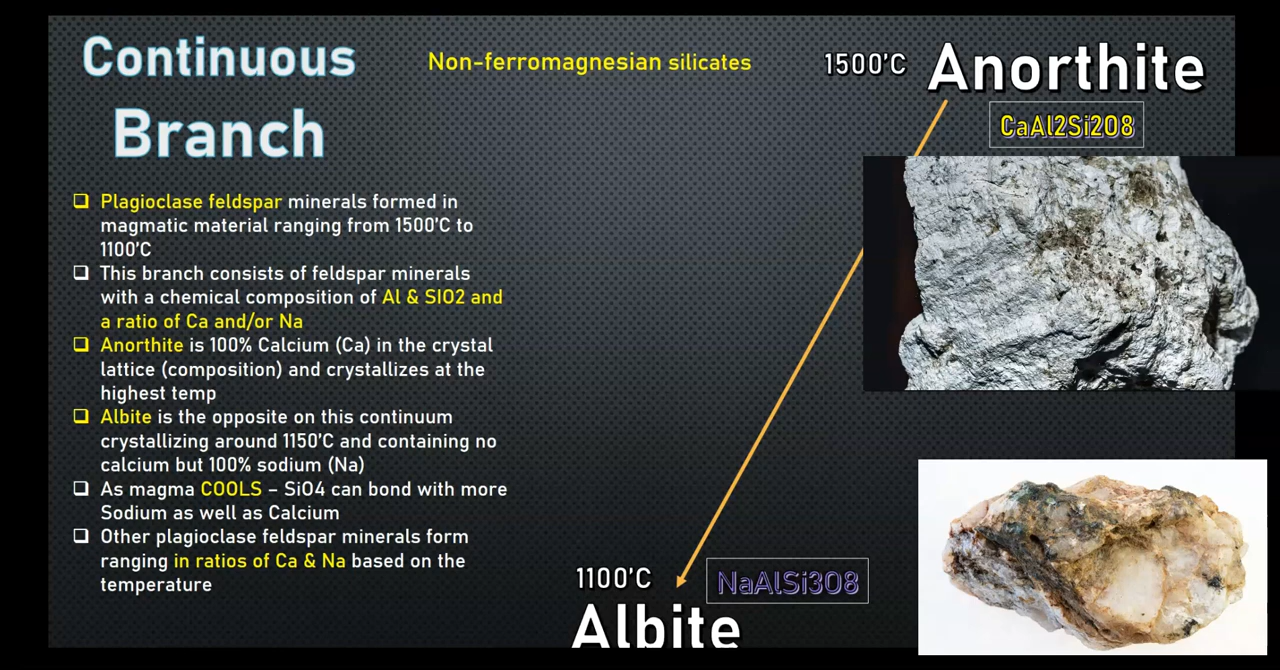 Continuous
Branch
Non-ferromagnesian silicates
1500'C
Anorthite
CaAl2Si2O8
Plagioclase feldspar minerals formed in
magmatic material ranging from 1500'C to
1100'C
This branch consists of feldspar minerals
with a chemical composition of Al & SIO2 and
a ratio of Ca and/or Na
Anorthite is 100% Calcium (Ca) in the crystal
lattice (composition) and crystallizes at the
highest temp
Albite is the opposite on this continuum
crystallizing around 1150'C and containing no
calcium but 100% sodium (Na)
As magma COOLS – SiO4 can bond with more
Sodium as well as Calcium
Other plagioclase feldspar minerals form
ranging in ratios of Ca & Na based on the
temperature
1100'C
NaAlSi3O8
Albite